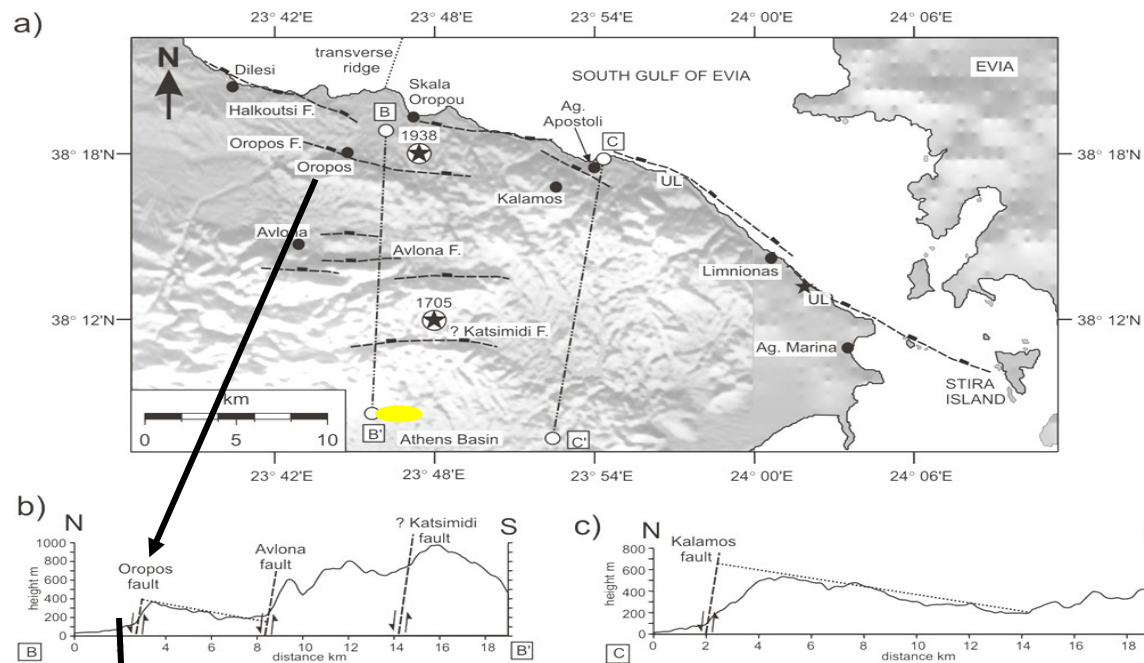 a)
23° 42'E
23° 48'E
23° 54'E
24° 00'E
24° 06'E
N
transverse
ridge
Dilesi
Skala
Oropou
SOUTH GULF OF EVIA
EVIA
Halkoutsi F.
B
Ag.
Apostoli
C
1938
38° 18'N
Oropos F.
Oropos
UL
38° 18'N
Kalamos
Avlona
Avlona F.
Limnionas
1705
UL
38° 12'N
? Katsimidi F.
38° 12'N
Ag. Marina
km
0 5 10
STIRA
ISLAND
B'
Athens Basin
C'
23° 42'E
23° 48'E
23° 54'E
24° 00'E
24° 06'E
b)
N
S
? Katsimidi
fault
Avlona
fault
Oropos
fault
height m
1000
800
600
400
200
0
0 2 4 6 8 10 12 14 16 18
distance km
B
B'
c)
N
Kalamos
fault
height m
800
600
400
200
0
0 2 4 6 8 10 12 14 16 18
distance km
C